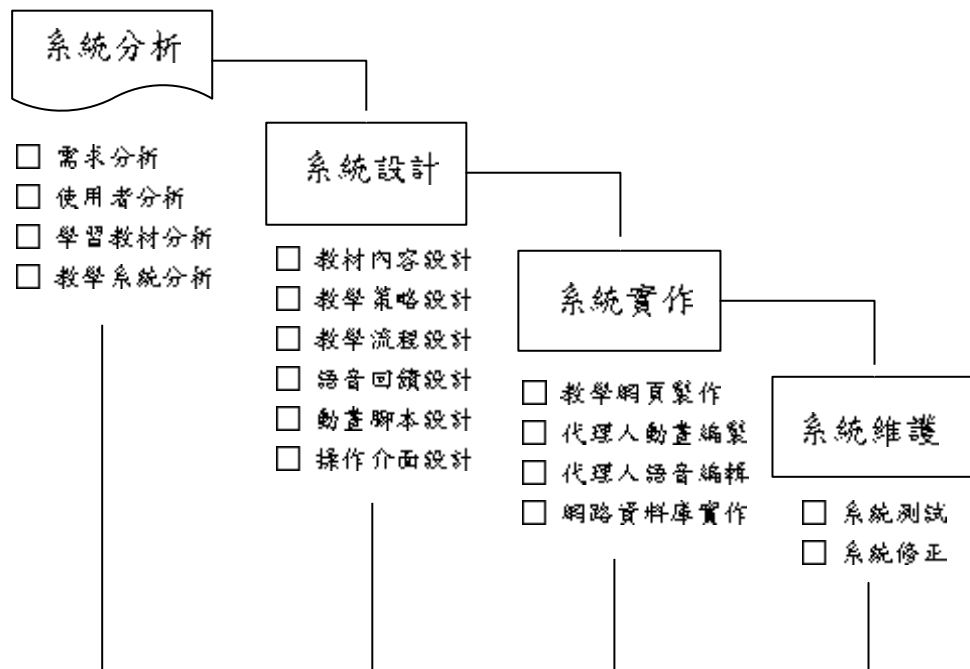 系統分析
□ 需求分析
□ 使用者分析
□ 學習教材分析
□ 教學系統分析
系統設計
□ 教材內容設計
□ 教學策略設計
□ 教學流程設計
□ 語音回饋設計
□ 動畫腳本設計
□ 操作介面設計
系統實作
□ 教學網頁製作
□ 代理人動畫編製
□ 代理人語音編輯
□ 網路資料庫實作
系統維護
□ 系統測試
□ 系統修正